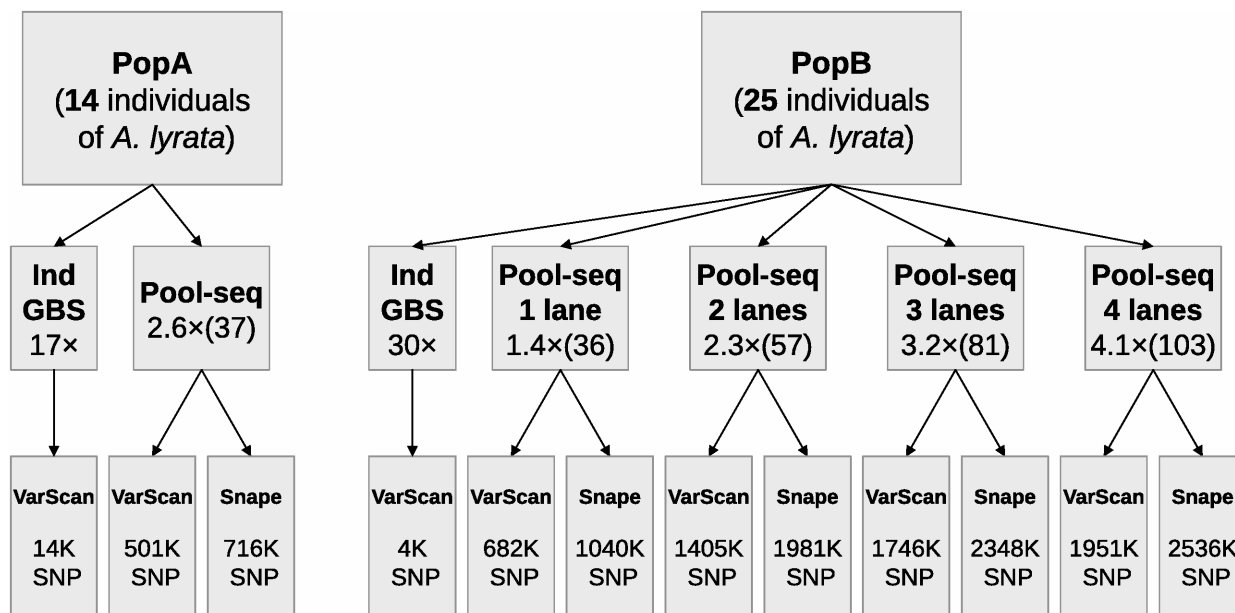 PopA
(14 individuals
of A. lyrata)
PopB
(25 individuals
of A. lyrata)
Ind
GBS
17×
Pool-seq
2.6×(37)
Ind
GBS
30×
Pool-seq
1 lane
1.4×(36)
Pool-seq
2 lanes
2.3×(57)
Pool-seq
3 lanes
3.2×(81)
Pool-seq
4 lanes
4.1×(103)
VarScan
14K
SNP
VarScan
501K
SNP
Snape
716K
SNP
VarScan
4K
SNP
VarScan
682K
SNP
Snape
1040K
SNP
VarScan
1405K
SNP
Snape
1981K
SNP
VarScan
1746K
SNP
Snape
2348K
SNP
VarScan
1951K
SNP
Snape
2536K
SNP